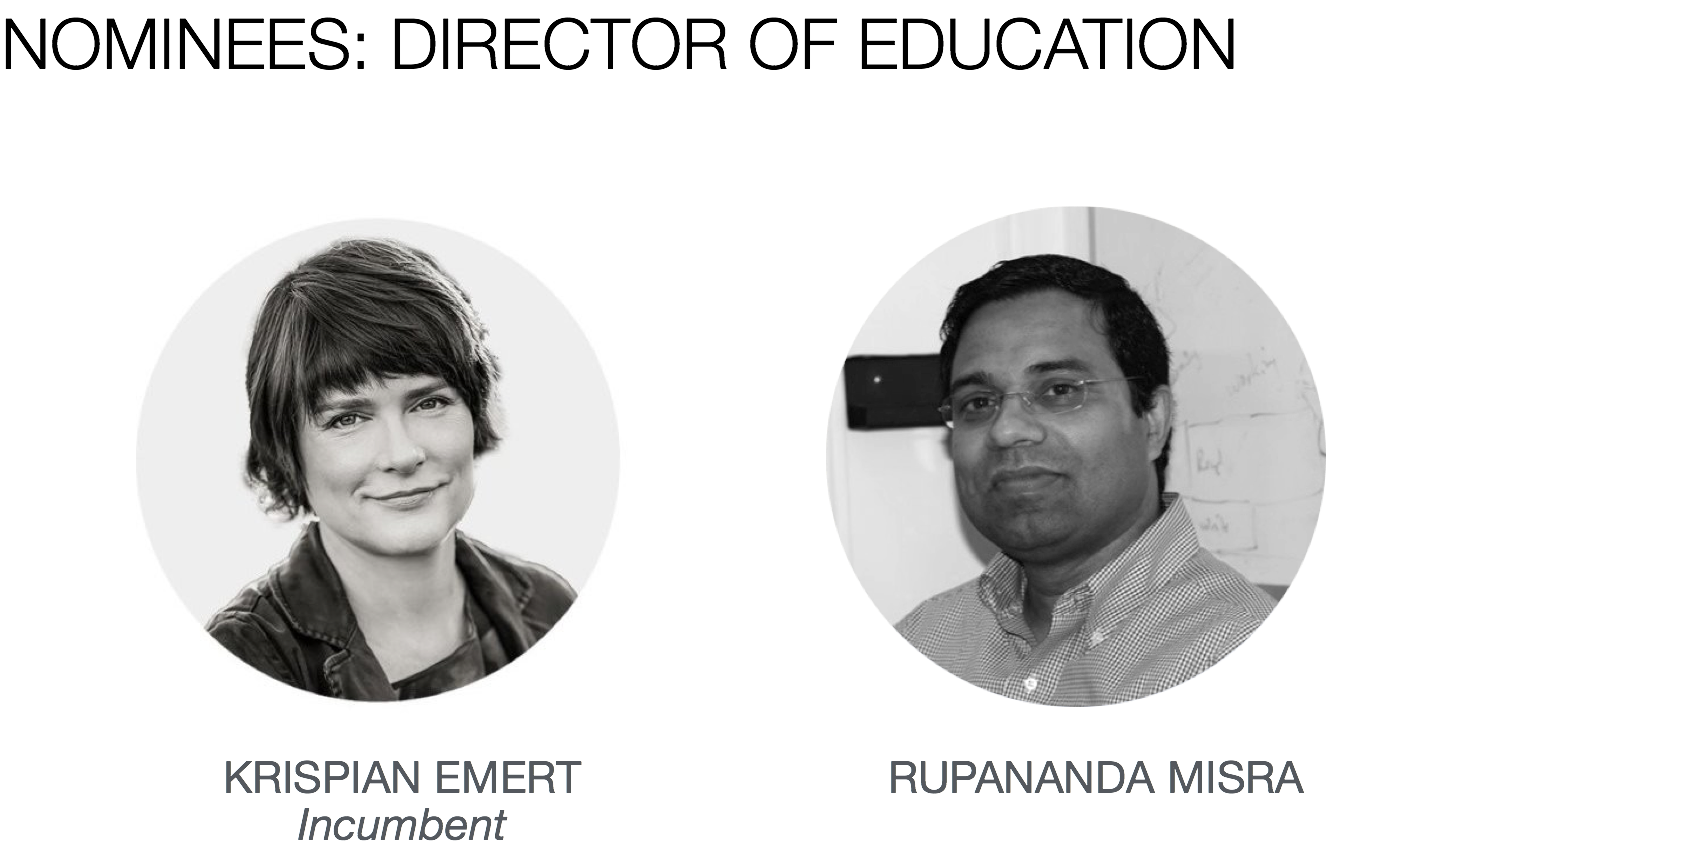 NOMINEES: DIRECTOR OF EDUCATION
KRISPIAN EMERT
Incumbent
RUPANANDA MISRA